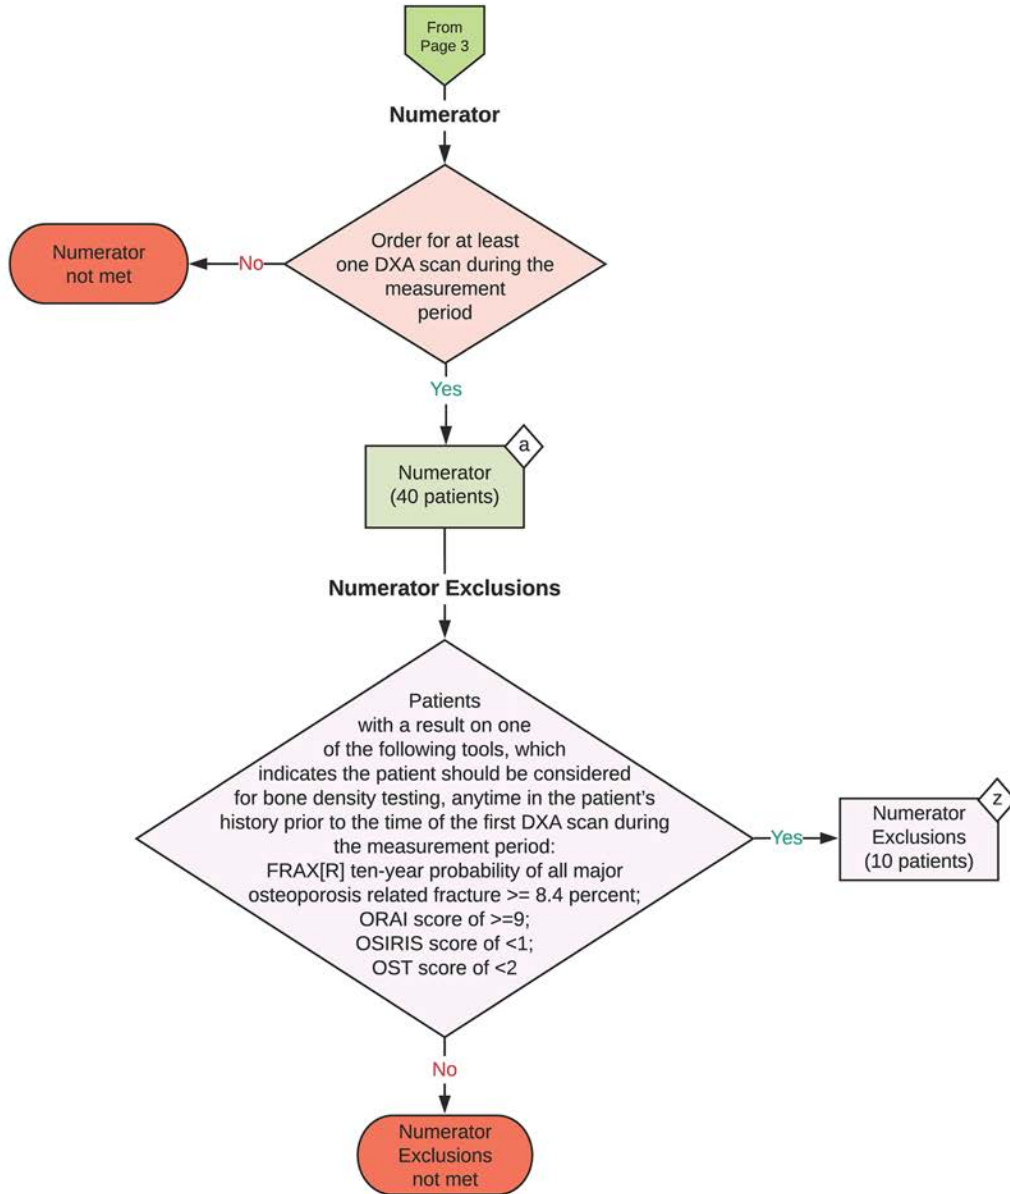 From
Page 3
Numerator
Order for at least
one DXA scan during the
measurement
period
No
Numerator
not met
Yes
a
Numerator
(40 patients)
Numerator Exclusions
Patients
with a result on one
of the following tools, which
indicates the patient should be considered
for bone density testing, anytime in the patient's
history prior to the time of the first DXA scan during
the measurement period:
FRAX[R] ten-year probability of all major
osteoporosis related fracture >= 8.4 percent;
ORAI score of >=9;
OSIRIS score of <1;
OST score of <2
Yes
z
Numerator
Exclusions
(10 patients)
No
Numerator
Exclusions
not met